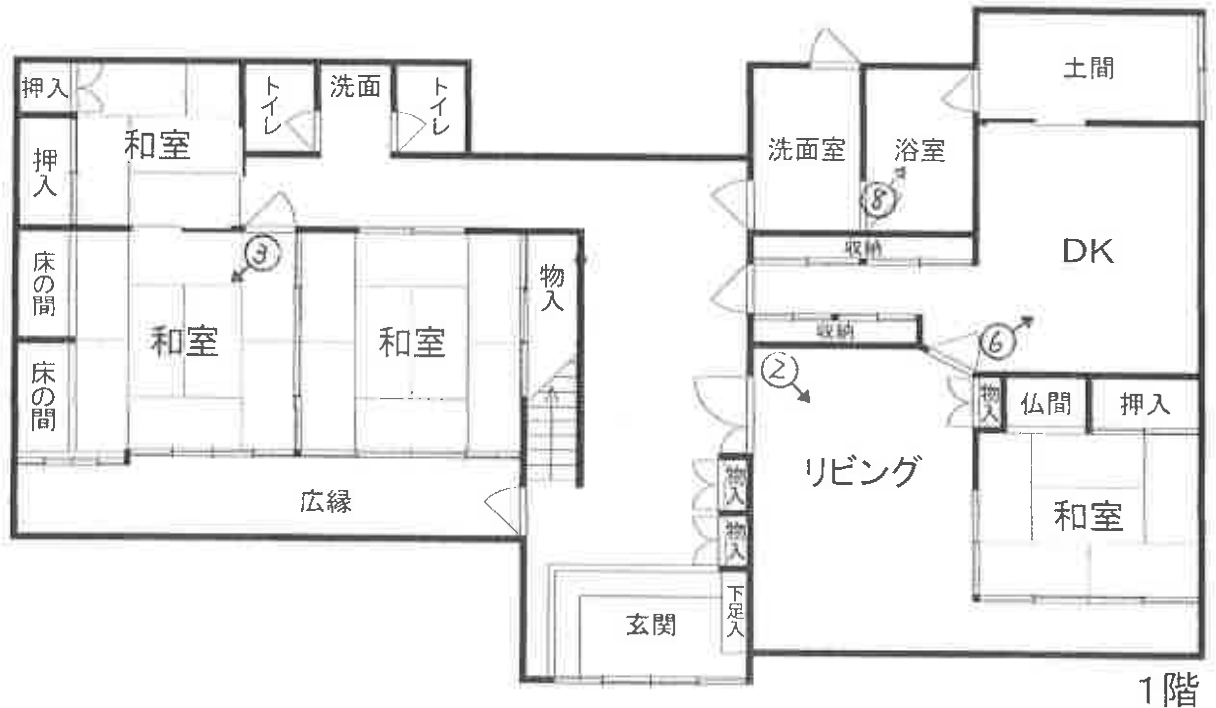 土間
押入
トイレ
洗面
トイレ
和室
洗面室
浴室
押入
⑧
収納
DK
③
床の間
物入
和室
和室
収納
⑥
②
床の間
物入
仏間
押入
リビング
物入
広縁
和室
物入
下足入
玄関
1階